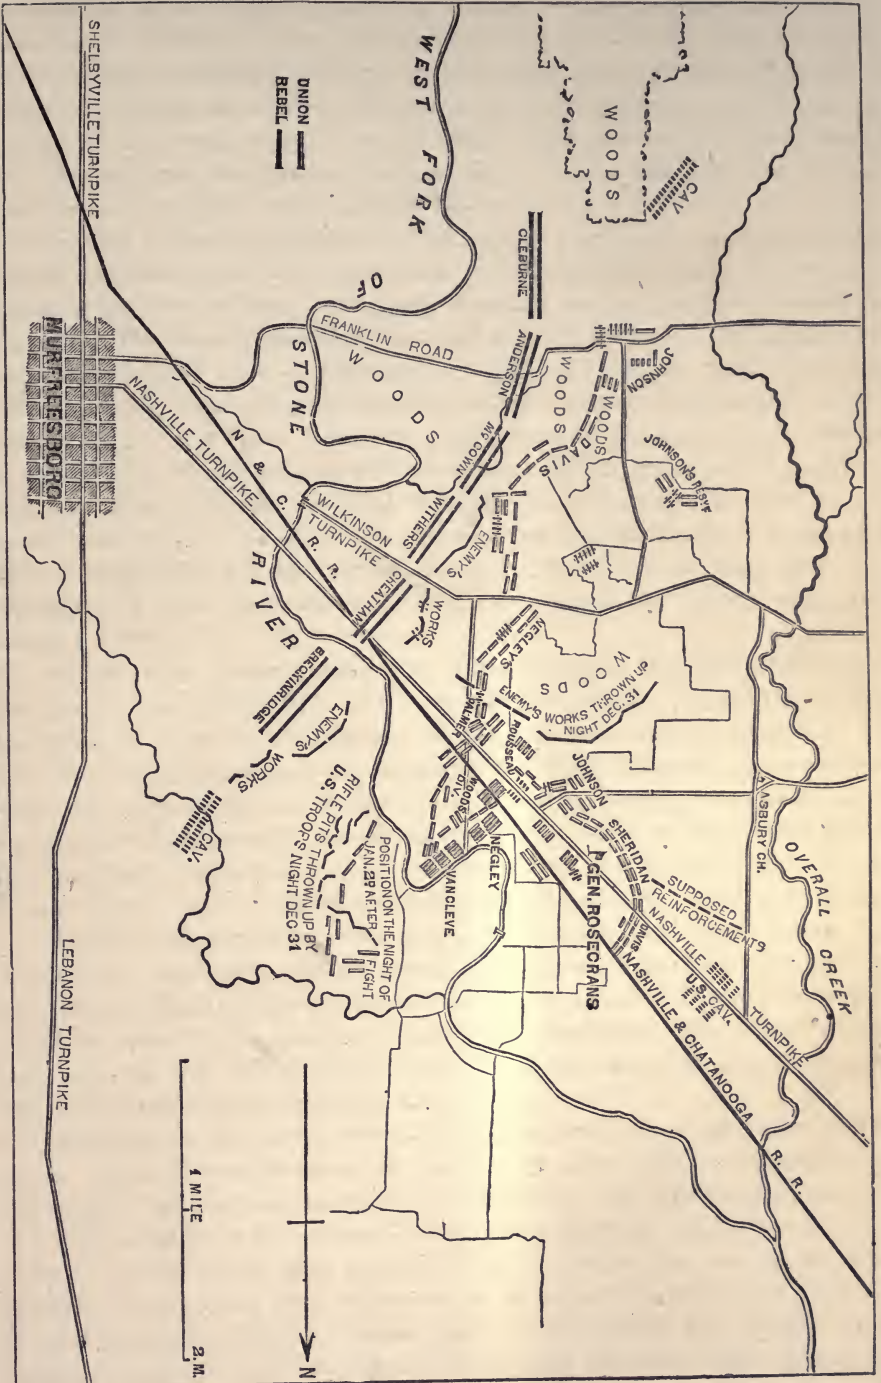 SHELBYVILLE TURNPIKE
WEST FORK
OF
STONE
RIVER
UNION
REBEL
WOODS
CAV
CLEBURNE
FRANKLIN ROAD
WOODS
ANDERSON
McCOWN
WITHERS
CHEATHAM
WOODS
WOODS
DAVIS
JOHNSON
JOHNSON'S RESVE
ENEMY'S
WORKS
WILKINSON
TURNPIKE
MURFREESBORO
NASHVILLE TURNPIKE
N. & C. R. R.
BRECKINRIDGE
ENEMY'S
WORKS
CAV.
NEGLEY'S
WOODS
ENEMY'S WORKS THROWN UP
NIGHT DEC. 31
PALMER
ROUSSEAU
WOODS
DIV.
NEGLEY
VANCLEVE
JOHNSON
SHERIDAN
DAVIS
GEN. ROSECRANS
SUPPOSED
REINFORCEMENTS
ASBURY CH.
OVERALL CREEK
NASHVILLE TURNPIKE
U.S. CAV.
NASHVILLE & CHATANOOGA R. R.
POSITION ON THE NIGHT OF
JAN. 2D AFTER FIGHT
RIFLE PITS THROWN UP BY
U.S. TROOPS NIGHT DEC 31
LEBANON TURNPIKE
1 MILE
2. M.
N